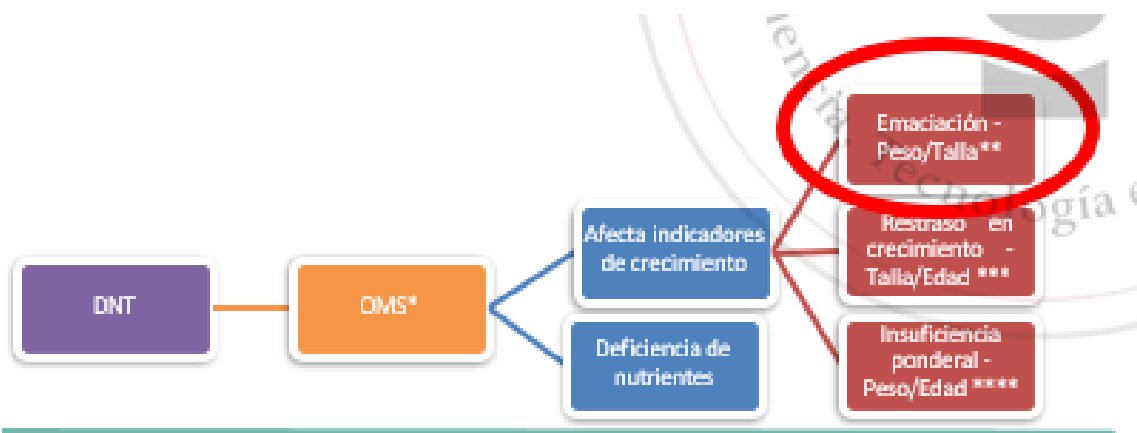 Emaciación -
Peso/Talla**
Afecta indicadores
de crecimiento
Restraso en
crecimiento -
Talla/Edad ***
DNT
OMS*
Deficiencia de
nutrientes
Insuficiencia
ponderal -
Peso/Edad ****
Tecnología e